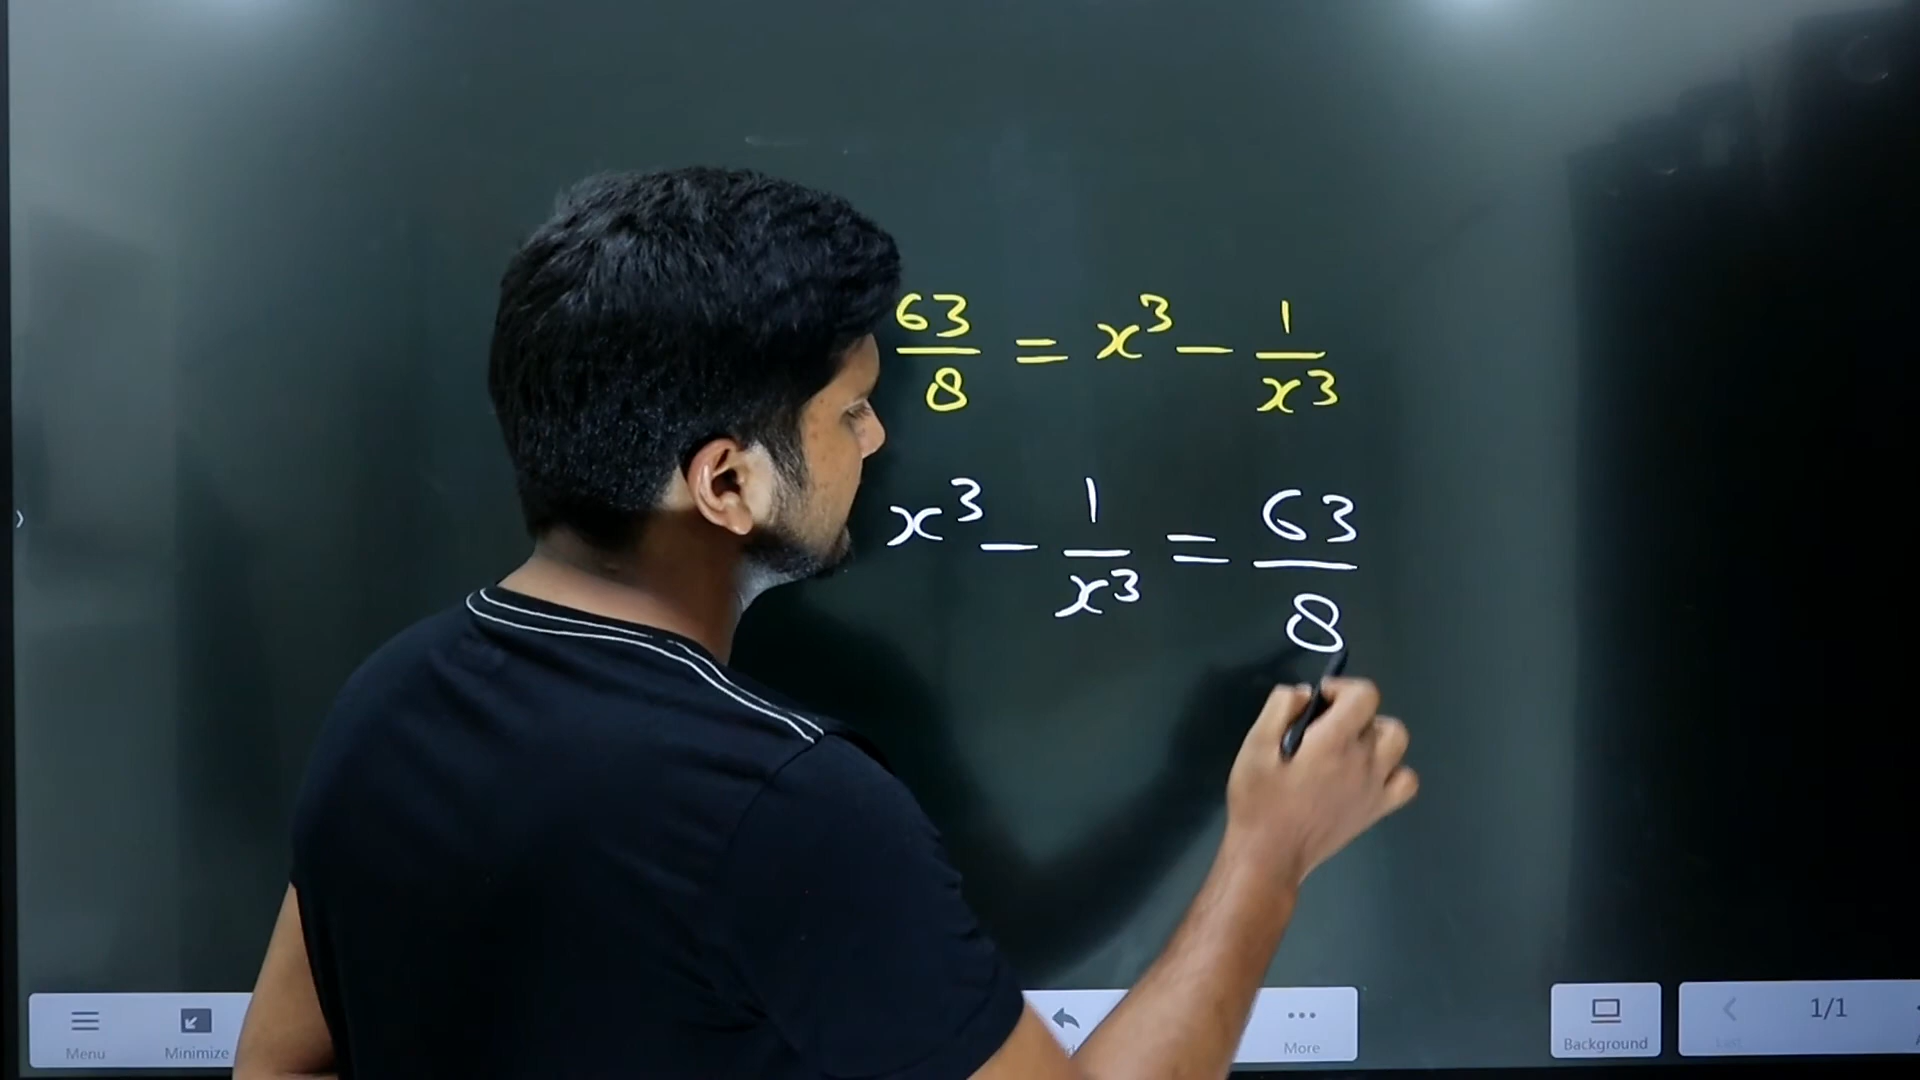 63/8 = x³ - 1/x³
x³ - 1/x³ = 63/8
Menu Minimize More Background 1/1